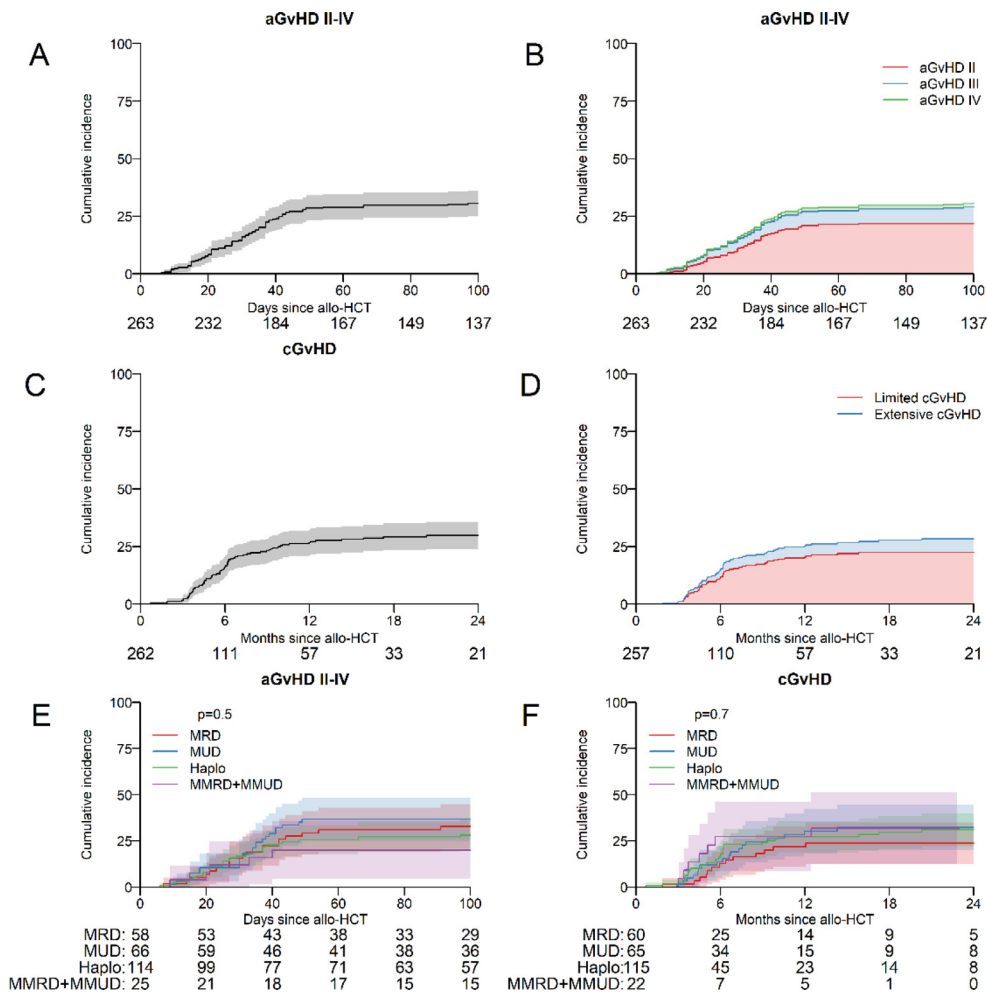 aGvHD II-IV
A
Cumulative incidence
100
75
50
25
0
0 20 40 60 80 100
Days since allo-HCT
263 232 184 167 149 137
aGvHD II-IV
B
Cumulative incidence
100
75
50
25
0
aGvHD II
aGvHD III
aGvHD IV
0 20 40 60 80 100
Days since allo-HCT
263 232 184 167 149 137
cGvHD
C
Cumulative incidence
100
75
50
25
0
0 6 12 18 24
Months since allo-HCT
262 111 57 33 21
D
Cumulative incidence
100
75
50
25
0
Limited cGvHD
Extensive cGvHD
0 6 12 18 24
Months since allo-HCT
257 110 57 33 21
aGvHD II-IV
E
Cumulative incidence
100
75
50
25
0
p=0.5
MRD
MUD
Haplo
MMRD+MMUD
0 20 40 60 80 100
Days since allo-HCT
MRD: 58 53 43 38 33 29
MUD: 66 59 46 41 38 36
Haplo: 114 99 77 71 63 57
MMRD+MMUD: 25 21 18 17 15 15
cGvHD
F
Cumulative incidence
100
75
50
25
0
p=0.7
MRD
MUD
Haplo
MMRD+MMUD
0 6 12 18 24
Months since allo-HCT
MRD: 60 25 14 9 5
MUD: 65 34 15 9 8
Haplo: 115 45 23 14 8
MMRD+MMUD: 22 7 5 1 0